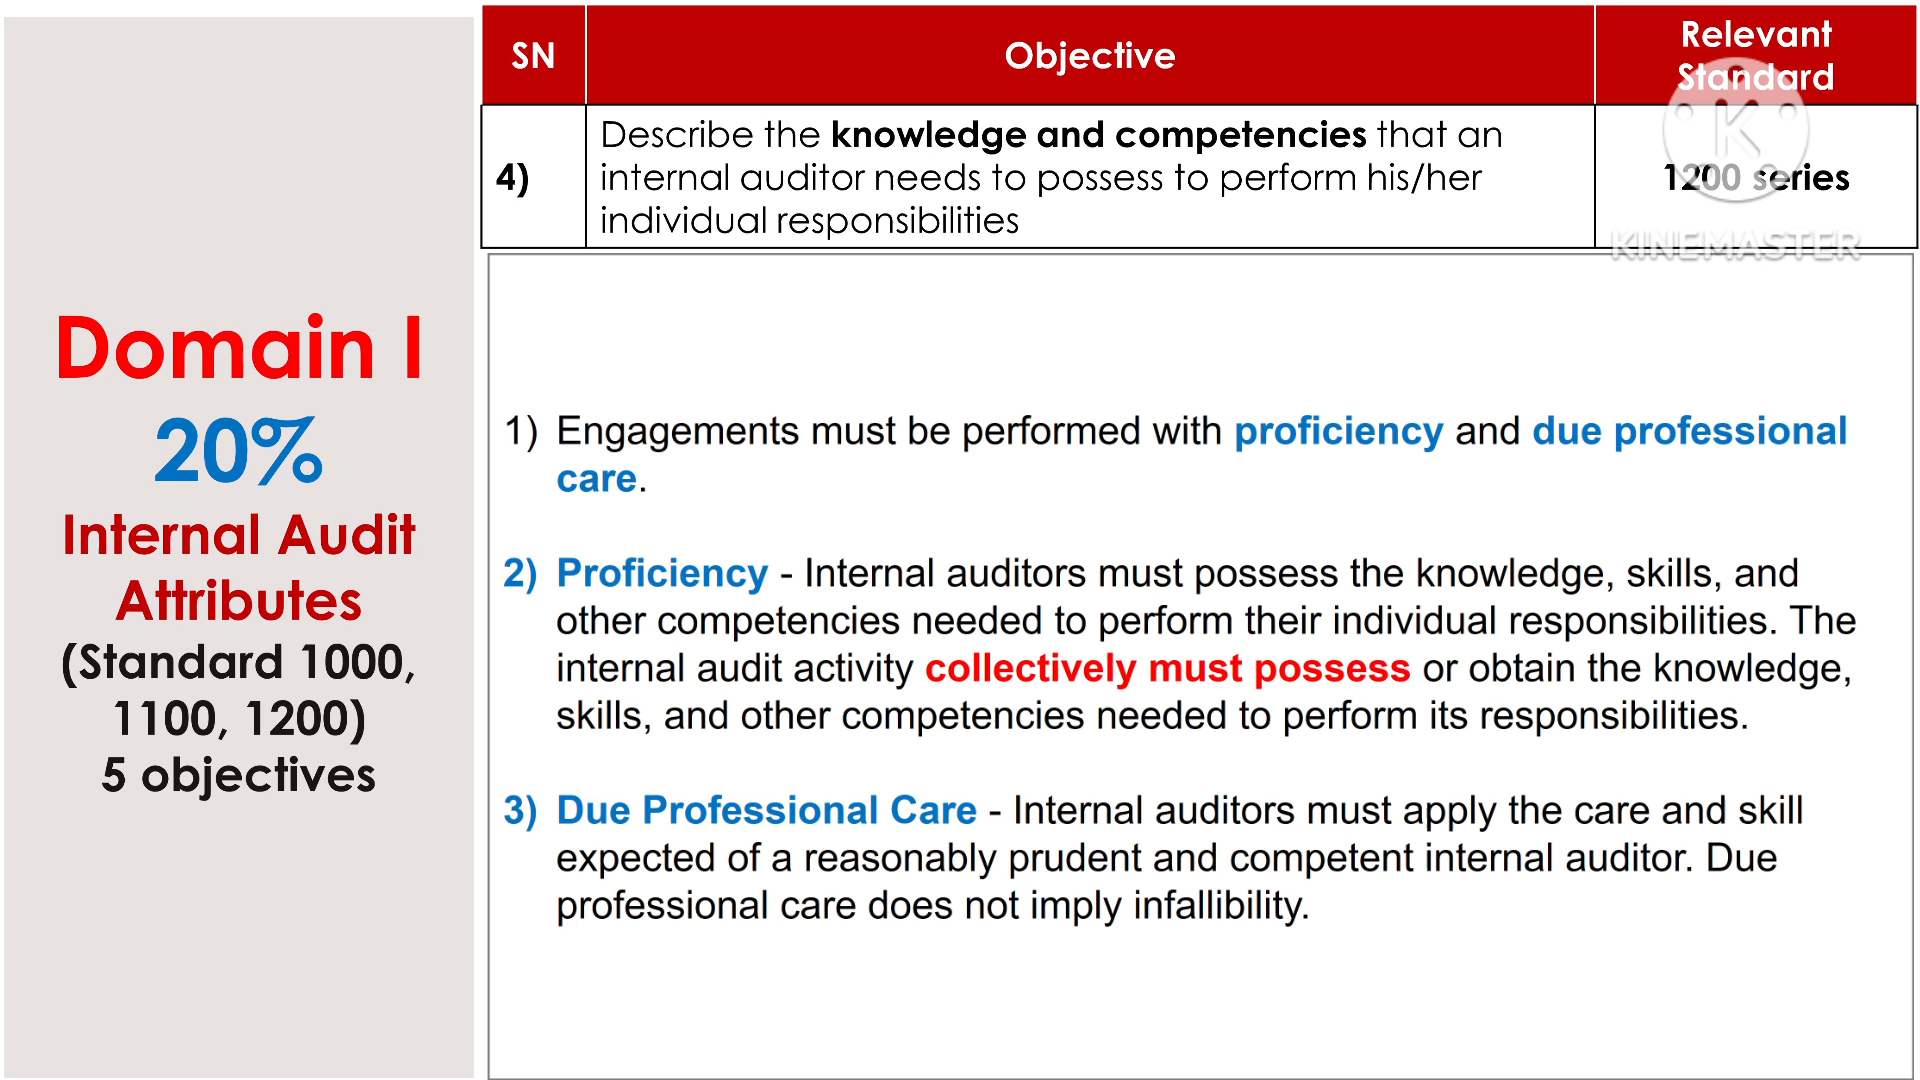 SN
Objective
Relevant
Standard
4)
Describe the knowledge and competencies that an
internal auditor needs to possess to perform his/her
individual responsibilities
1200 series
K
KINEMASTER
Domain I
20%
Internal Audit
Attributes
(Standard 1000,
1100, 1200)
5 objectives
1) Engagements must be performed with proficiency and due professional
care.
2) Proficiency - Internal auditors must possess the knowledge, skills, and
other competencies needed to perform their individual responsibilities. The
internal audit activity collectively must possess or obtain the knowledge,
skills, and other competencies needed to perform its responsibilities.
3) Due Professional Care - Internal auditors must apply the care and skill
expected of a reasonably prudent and competent internal auditor. Due
professional care does not imply infallibility.